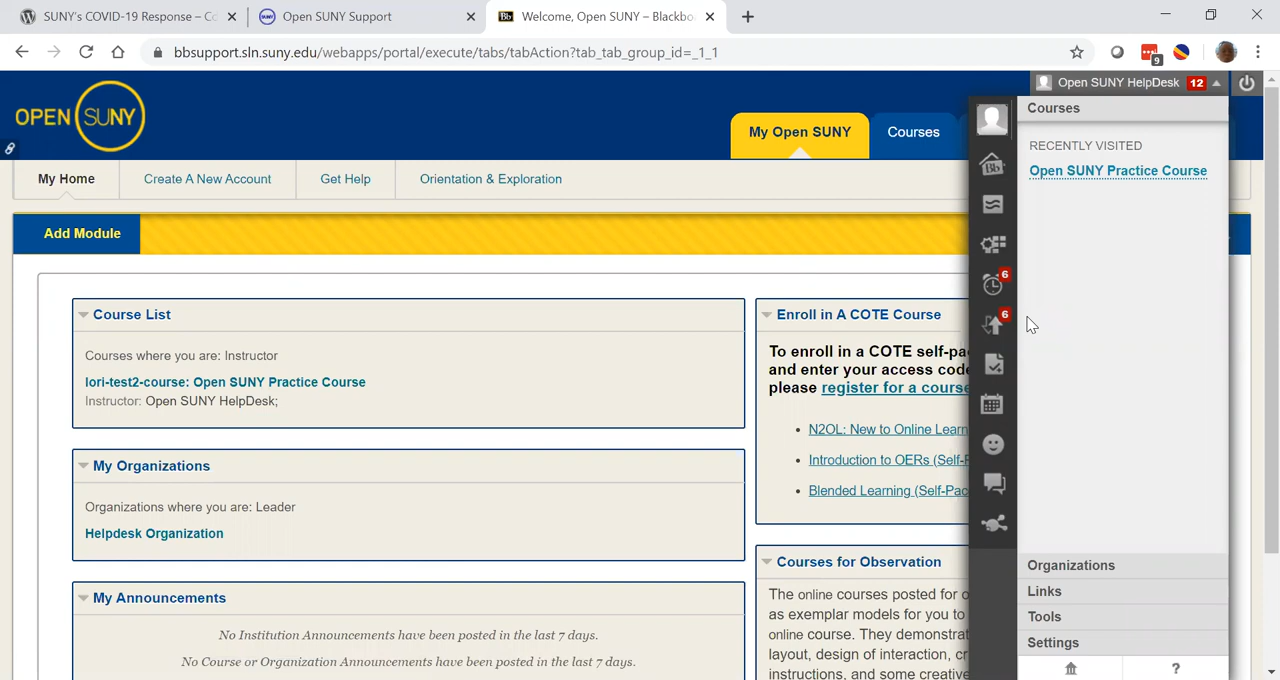 SUNY's COVID-19 Response – Co
Open SUNY Support
Welcome, Open SUNY – Blackbo
bbsupport.sln.suny.edu/webapps/portal/execute/tabs/tabAction?tab_tab_group_id=_1_1
9
OPEN SUNY
Open SUNY HelpDesk 12
My Open SUNY
Courses
My Home
Create A New Account
Get Help
Orientation & Exploration
Add Module
Course List
Courses where you are: Instructor
lori-test2-course: Open SUNY Practice Course
Instructor: Open SUNY HelpDesk;
My Organizations
Organizations where you are: Leader
Helpdesk Organization
My Announcements
No Institution Announcements have been posted in the last 7 days.
No Course or Organization Announcements have been posted in the last 7 days.
Enroll in A COTE Course
To enroll in a COTE self-pa
and enter your access code
please register for a course
• N2OL: New to Online Learn
• Introduction to OERs (Self-P
• Blended Learning (Self-Pac
Courses for Observation
The online courses posted for o
as exemplar models for you to
online course. They demonstrat
layout, design of interaction, cr
instructions, and some creative
Bb
6
6
Courses
RECENTLY VISITED
Open SUNY Practice Course
Organizations
Links
Tools
Settings
?